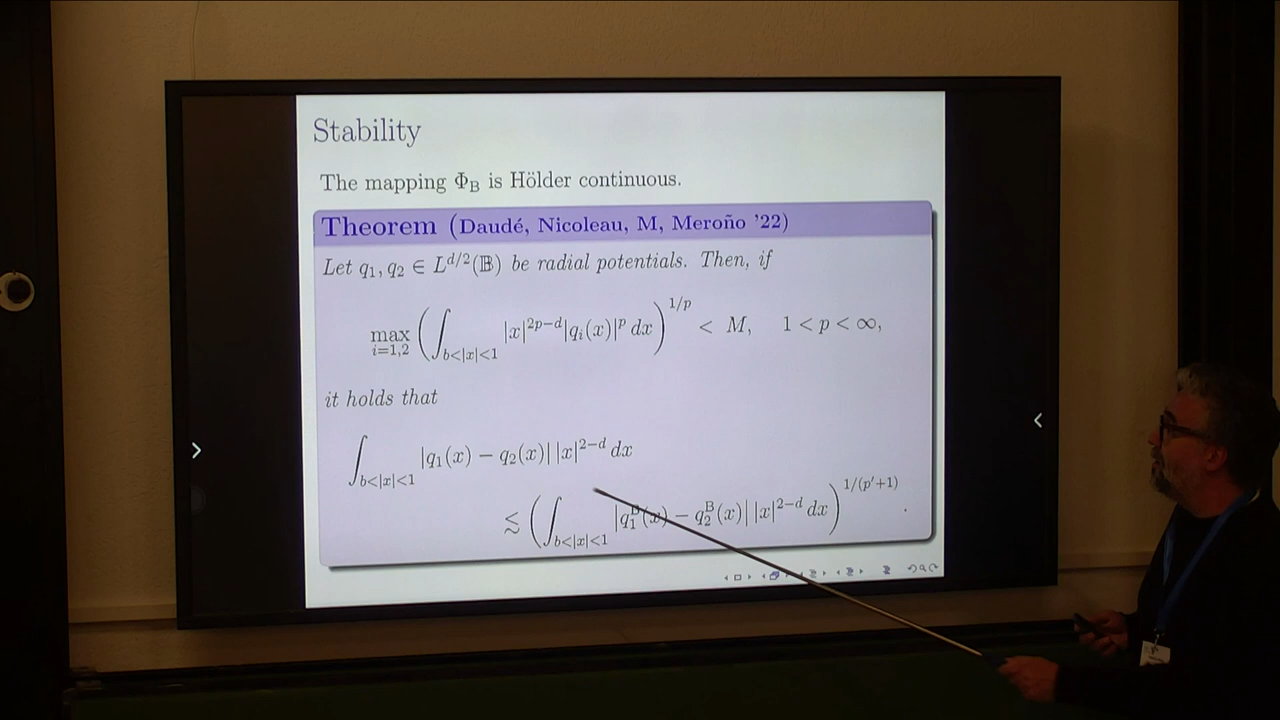 Stability
The mapping Φ_B is Hölder continuous.
Theorem (Daudé, Nicoleau, M, Meroño '22)
Let q_1, q_2 ∈ L^{d/2}(𝔹) be radial potentials. Then, if
max_{i=1,2} ( ∫_{b<|x|<1} |x|^{2p−d} |q_i(x)|^p dx )^{1/p} < M, 1 < p < ∞,
it holds that
∫_{b<|x|<1} |q_1(x) − q_2(x)| |x|^{2−d} dx
≲ ( ∫_{b<|x|<1} |q_1^B(x) − q_2^B(x)| |x|^{2−d} dx )^{1/(p′+1)} .